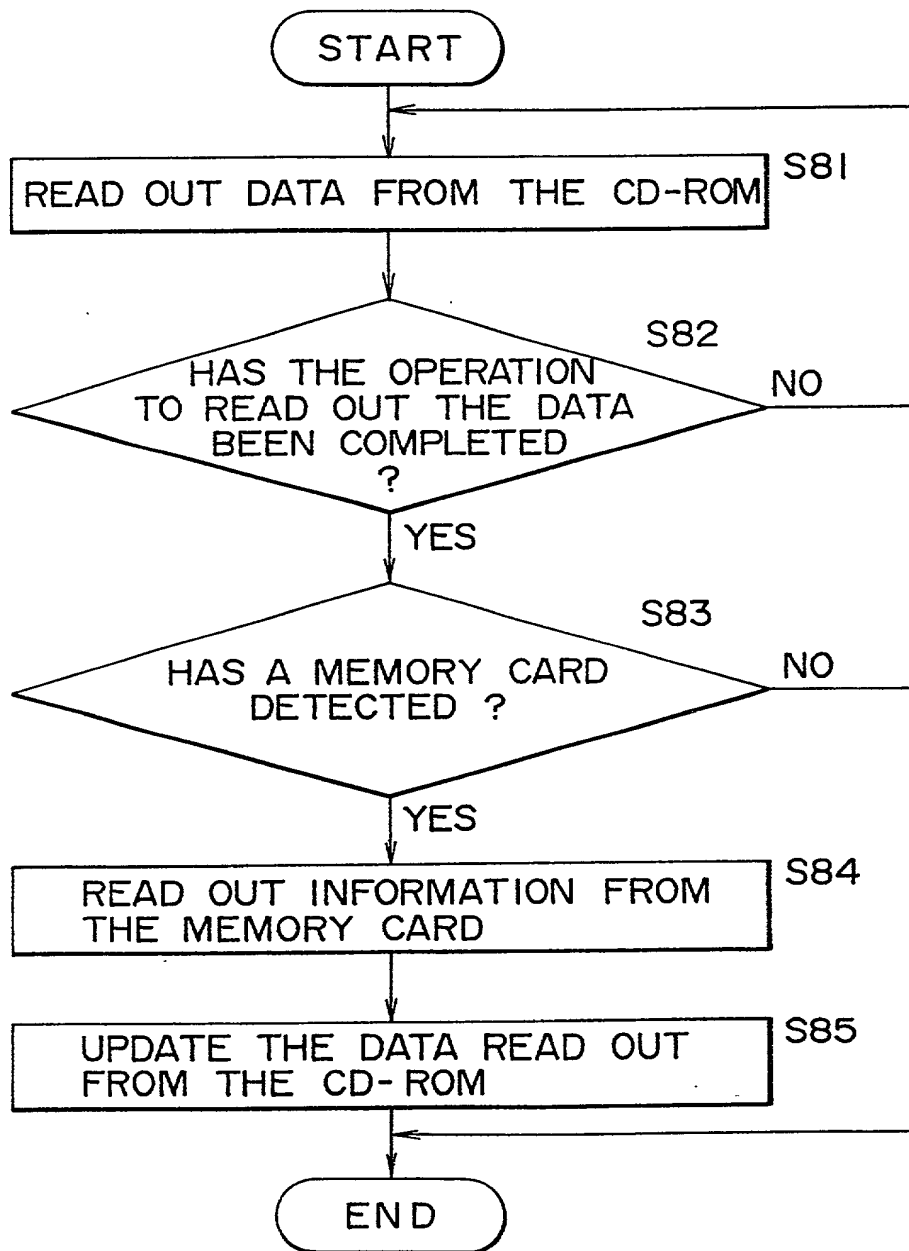 START
S81
READ OUT DATA FROM THE CD-ROM
S82
HAS THE OPERATION
TO READ OUT THE DATA
BEEN COMPLETED
?
NO
YES
S83
HAS A MEMORY CARD
DETECTED ?
NO
YES
S84
READ OUT INFORMATION FROM
THE MEMORY CARD
S85
UPDATE THE DATA READ OUT
FROM THE CD-ROM
END